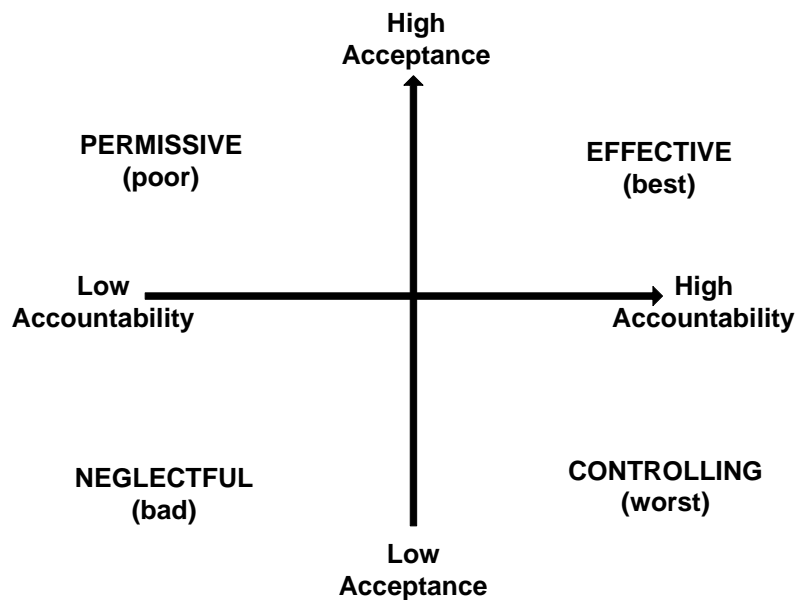 High
Acceptance
PERMISSIVE
(poor)
EFFECTIVE
(best)
Low
Accountability
High
Accountability
NEGLECTFUL
(bad)
CONTROLLING
(worst)
Low
Acceptance